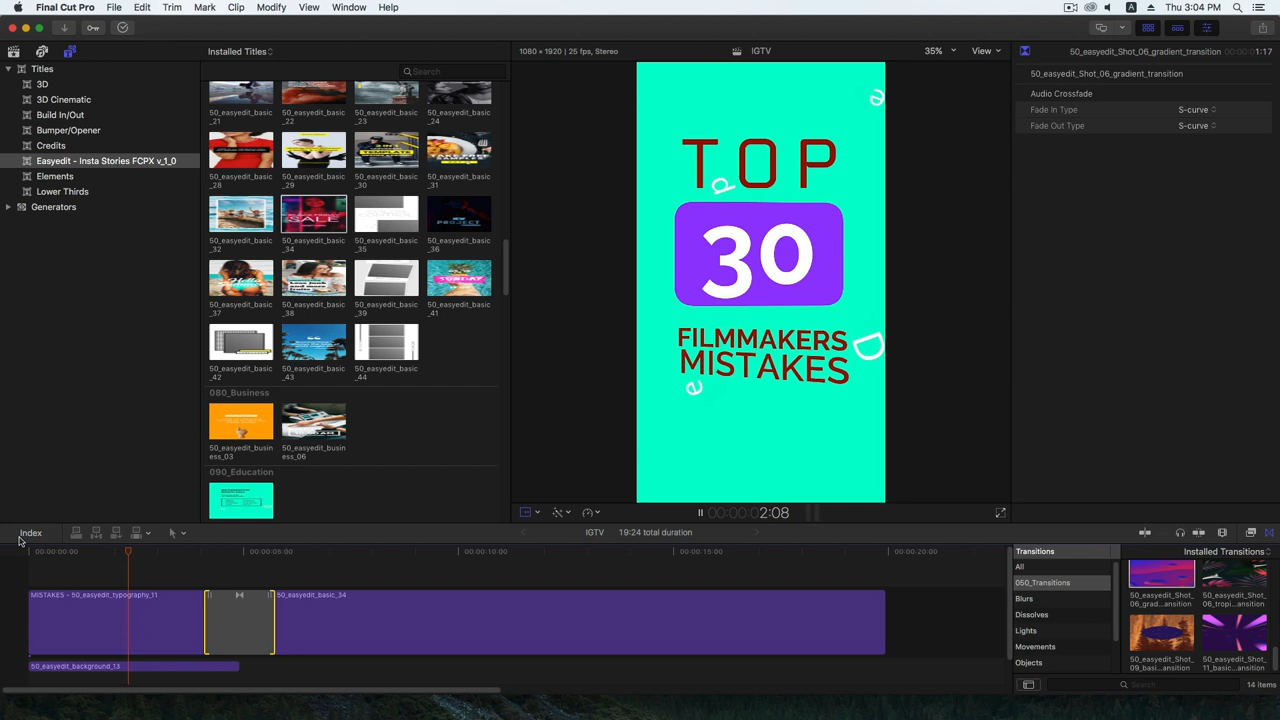 Final Cut Pro File Edit Trim Mark Clip Modify View Window Help
A Thu 3:04 PM
Installed Titles
1080 × 1920 | 25 fps, Stereo
IGTV
35%
View
50_easyedit_Shot_06_gradient_transition
1:17
Titles
3D
3D Cinematic
Build In/Out
Bumper/Opener
Credits
Easyedit - Insta Stories FCPX v_1_0
Elements
Lower Thirds
Generators
Search
50_easyedit_basic_21
50_easyedit_basic_22
50_easyedit_basic_23
50_easyedit_basic_24
50_easyedit_basic_28
50_easyedit_basic_29
50_easyedit_basic_30
50_easyedit_basic_31
50_easyedit_basic_32
SALE
50_easyedit_basic_34
50_easyedit_basic_35
PROJECT
50_easyedit_basic_36
50_easyedit_basic_37
50_easyedit_basic_38
50_easyedit_basic_39
50_easyedit_basic_41
50_easyedit_basic_42
50_easyedit_basic_43
50_easyedit_basic_44
080_Business
50_easyedit_business_03
50_easyedit_business_06
090_Education
e
TOP
d
30
FILMMAKERS
MISTAKES
D
e
50_easyedit_Shot_06_gradient_transition
Audio Crossfade
Fade In Type S-curve
Fade Out Type S-curve
2:08
Index
IGTV 19:24 total duration
00:00:00:00
00:00:05:00
00:00:10:00
00:00:15:00
00:00:20:00
MISTAKES - 50_easyedit_typography_11
50_easyedit_basic_34
50_easyedit_background_13
Transitions
All
050_Transitions
Blurs
Dissolves
Lights
Movements
Objects
Installed Transitions
50_easyedit_Shot_06_grad...ansition
50_easyedit_Shot_06_tropi...ansition
50_easyedit_Shot_09_basi...ansition
50_easyedit_Shot_11_basic...ansition
Search
14 items